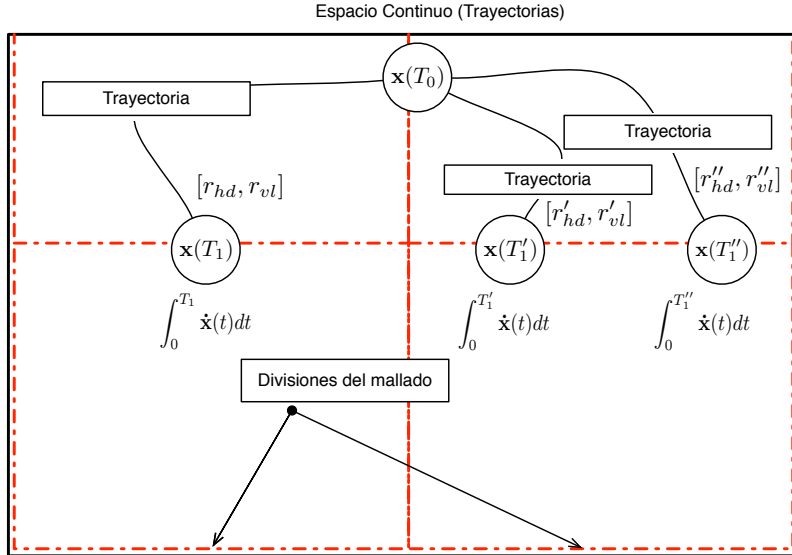 Espacio Continuo (Trayectorias)
x(T_0)
Trayectoria
Trayectoria
Trayectoria
[r_{hd}, r_{vl}]
[r'_{hd}, r'_{vl}]
[r''_{hd}, r''_{vl}]
x(T_1)
x(T'_1)
x(T''_1)
∫_0^{T_1} ẋ(t)dt
∫_0^{T'_1} ẋ(t)dt
∫_0^{T''_1} ẋ(t)dt
Divisiones del mallado